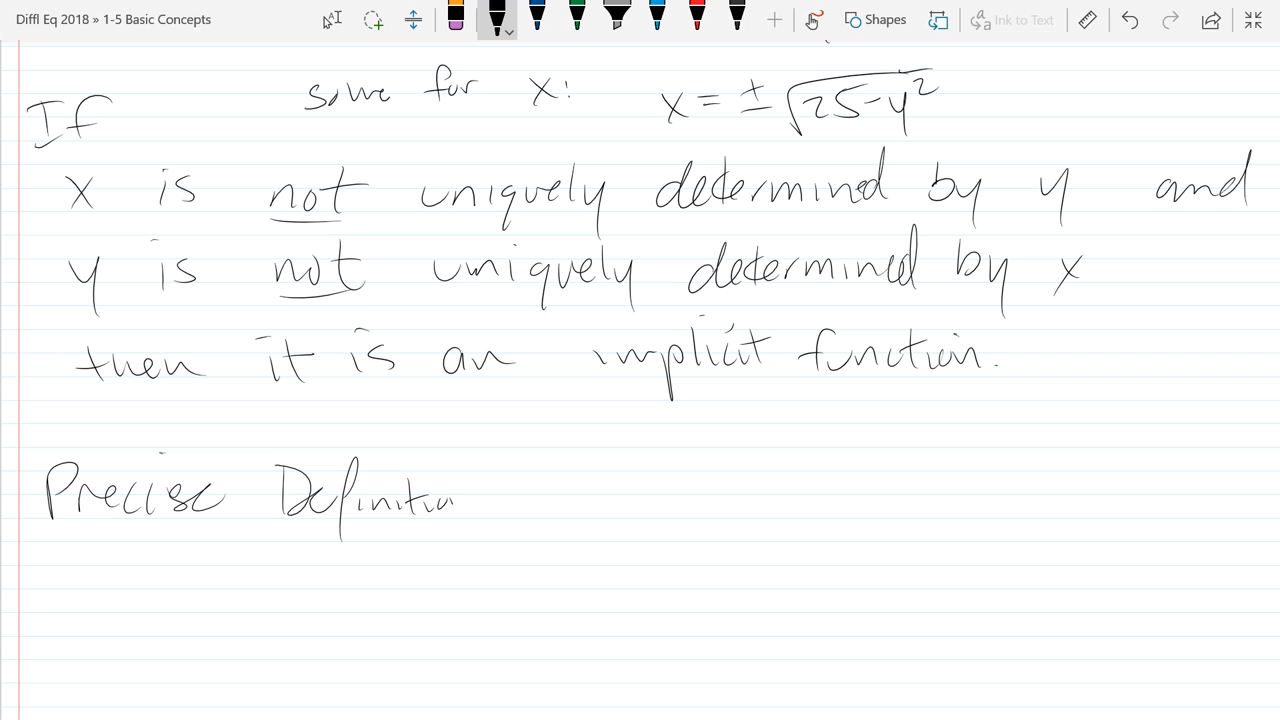 Diffl Eq 2018 » 1-5 Basic Concepts
Shapes
Ink to Text
solve for x: x = ± √25-y²
If
x is not uniquely determined by y and
y is not uniquely determined by x
then it is an implicit function.
Precise Definition